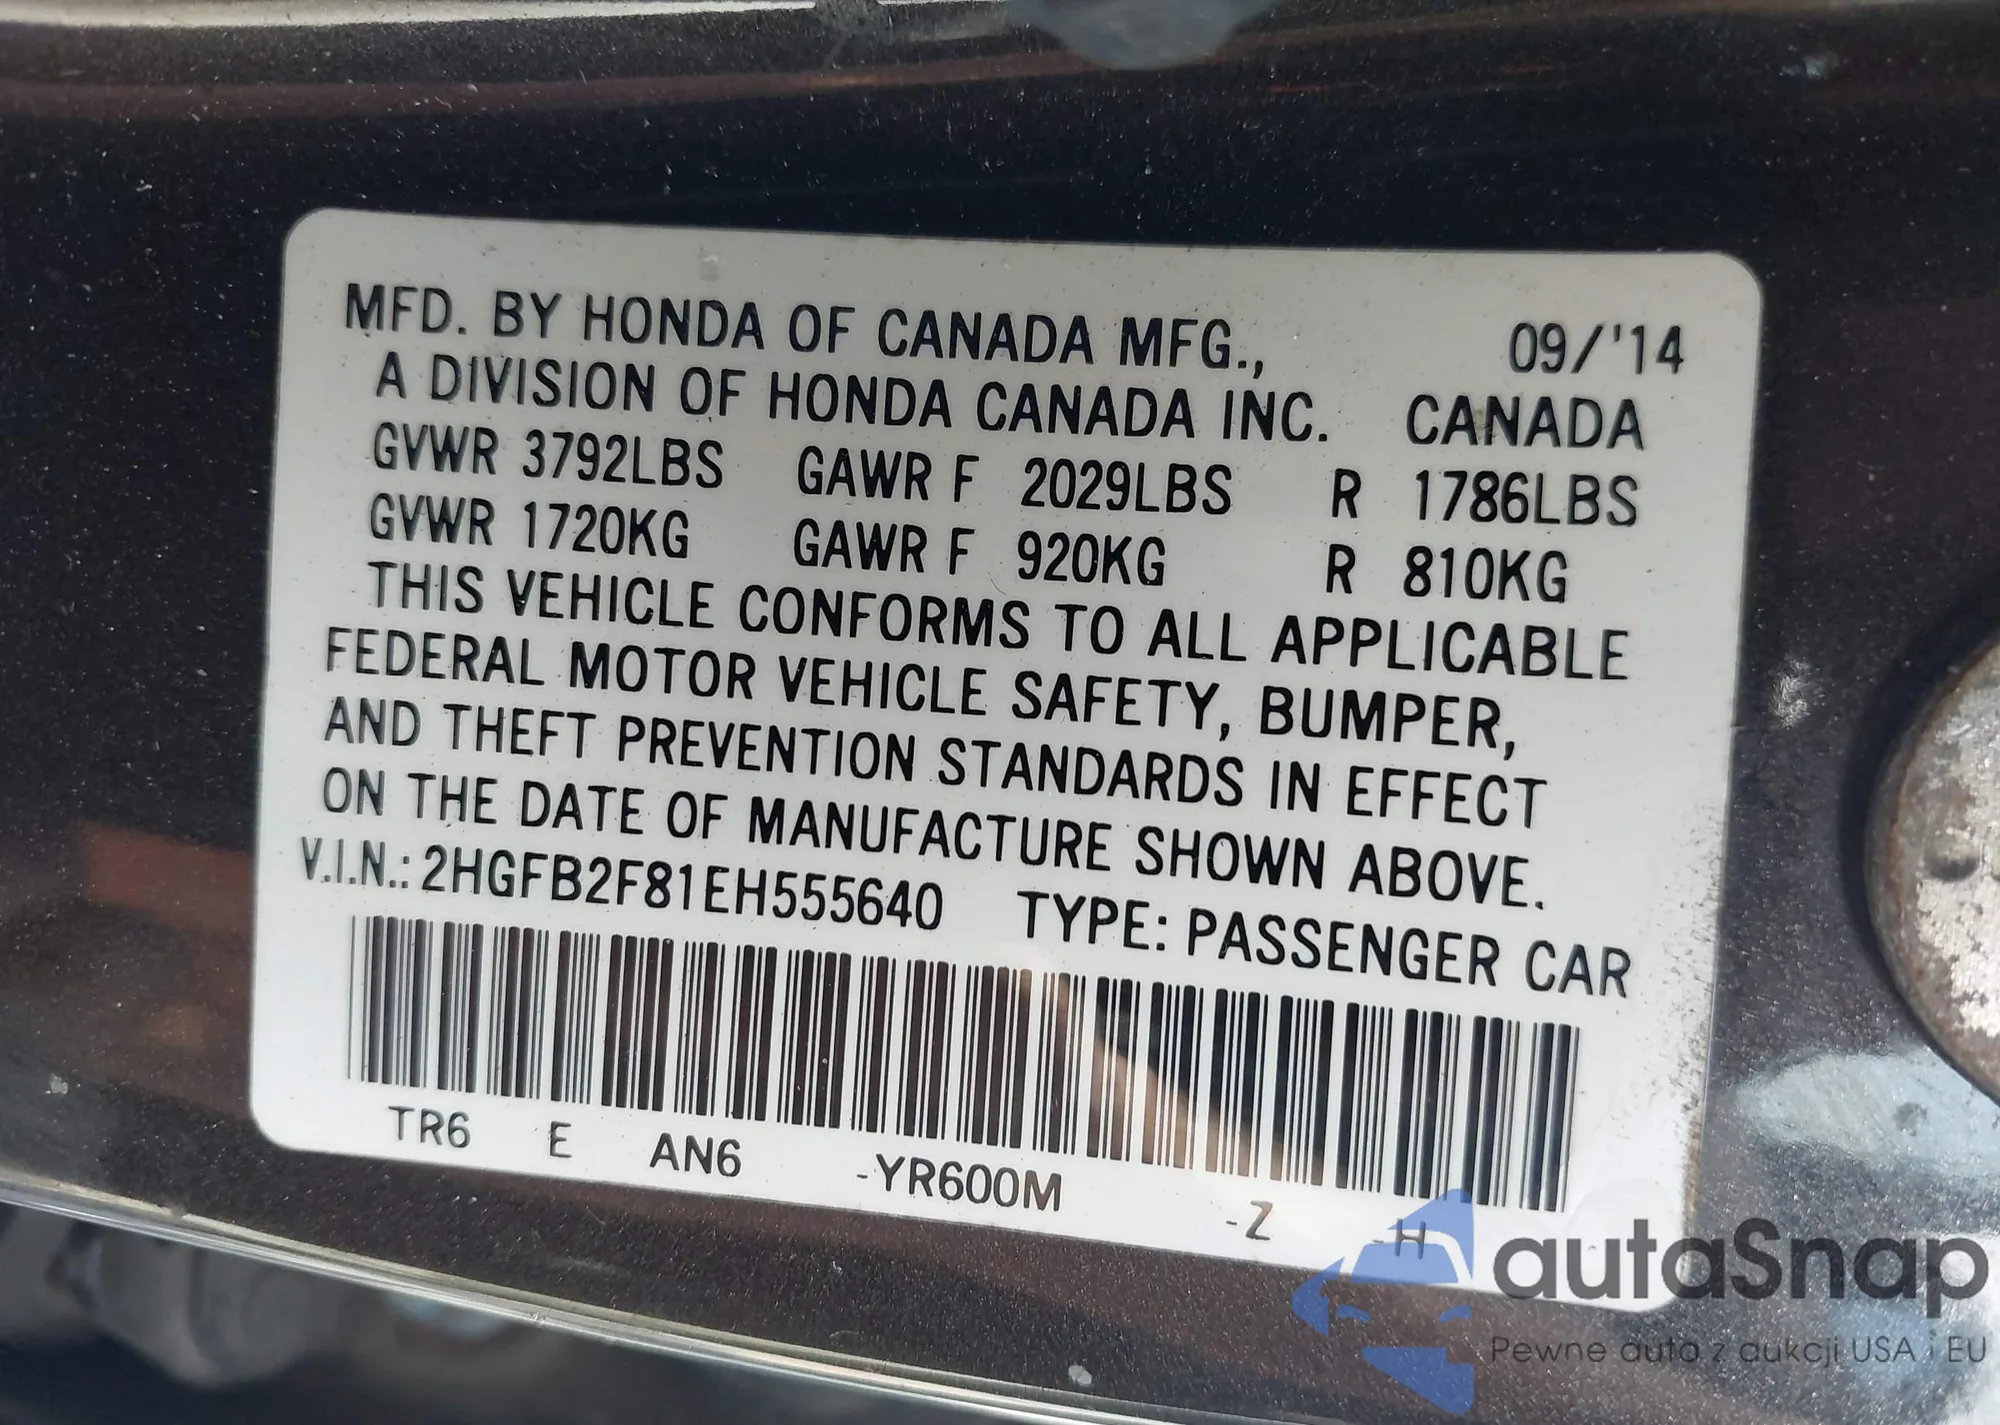 MFD. BY HONDA OF CANADA MFG., 09/'14
A DIVISION OF HONDA CANADA INC. CANADA
GVWR 3792LBS GAWR F 2029LBS R 1786LBS
GVWR 1720KG GAWR F 920KG R 810KG
THIS VEHICLE CONFORMS TO ALL APPLICABLE
FEDERAL MOTOR VEHICLE SAFETY, BUMPER,
AND THEFT PREVENTION STANDARDS IN EFFECT
ON THE DATE OF MANUFACTURE SHOWN ABOVE.
V.I.N.: 2HGFB2F81EH555640 TYPE: PASSENGER CAR
TR6 E AN6 -YR600M -Z -H
autaSnap
Pewne auta z aukcji USA i EU